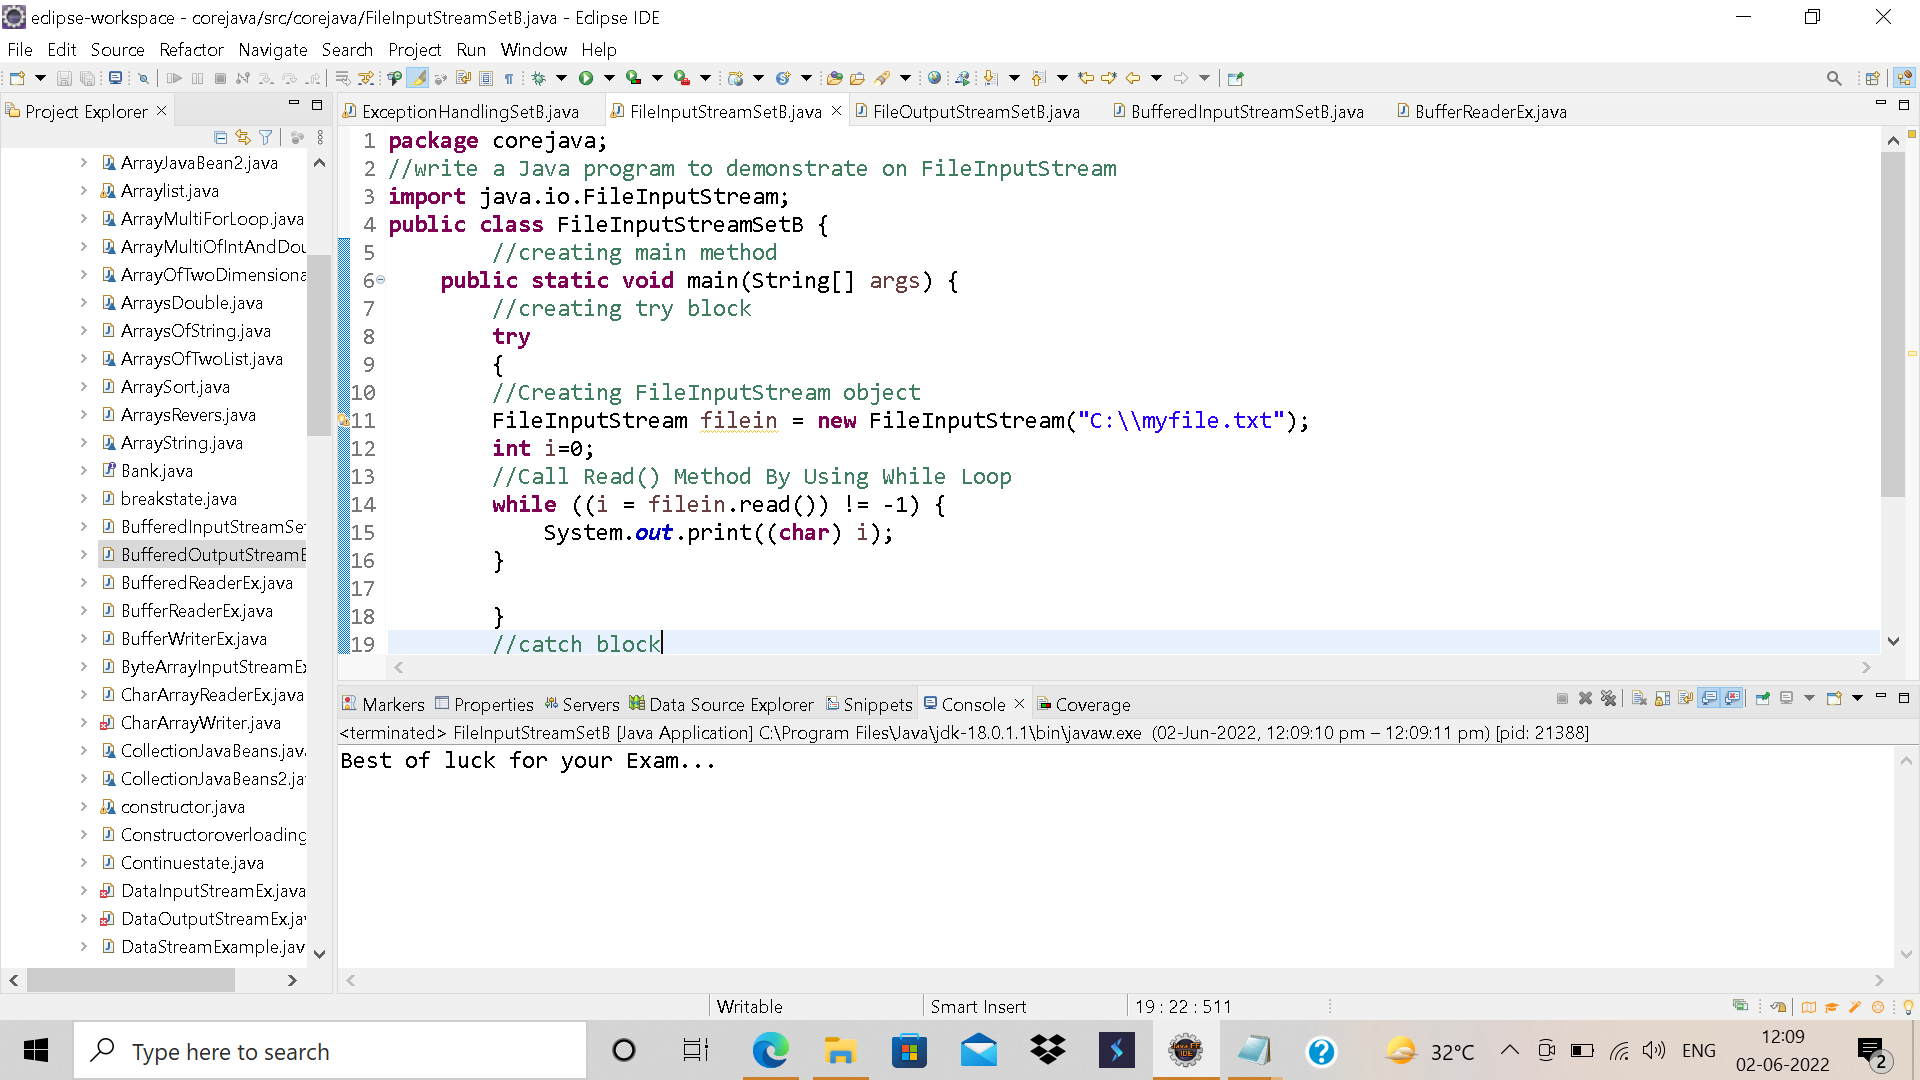 eclipse-workspace - corejava/src/corejava/FileInputStreamSetB.java - Eclipse IDE
File Edit Source Refactor Navigate Search Project Run Window Help
Project Explorer
ArrayJavaBean2.java
Arraylist.java
ArrayMultiForLoop.java
ArrayMultiOfIntAndDou
ArrayOfTwoDimensiona
ArraysDouble.java
ArraysOfString.java
ArraysOfTwoList.java
ArraySort.java
ArraysRevers.java
ArrayString.java
Bank.java
breakstate.java
BufferedInputStreamSet
BufferedOutputStreamE
BufferedReaderEx.java
BufferReaderEx.java
BufferWriterEx.java
ByteArrayInputStreamEx
CharArrayReaderEx.java
CharArrayWriter.java
CollectionJavaBeans.java
CollectionJavaBeans2.ja
constructor.java
Constructoroverloading
Continuestate.java
DataInputStreamEx.java
DataOutputStreamEx.jav
DataStreamExample.jav
ExceptionHandlingSetB.java FileInputStreamSetB.java FileOutputStreamSetB.java BufferedInputStreamSetB.java BufferReaderEx.java
1 package corejava;
2 //write a Java program to demonstrate on FileInputStream
3 import java.io.FileInputStream;
4 public class FileInputStreamSetB {
5 //creating main method
6 public static void main(String[] args) {
7 //creating try block
8 try
9 {
10 //Creating FileInputStream object
11 FileInputStream filein = new FileInputStream("C:\\myfile.txt");
12 int i=0;
13 //Call Read() Method By Using While Loop
14 while ((i = filein.read()) != -1) {
15 System.out.print((char) i);
16 }
17
18 }
19 //catch block
Markers Properties Servers Data Source Explorer Snippets Console Coverage
<terminated> FileInputStreamSetB [Java Application] C:\Program Files\Java\jdk-18.0.1.1\bin\javaw.exe (02-Jun-2022, 12:09:10 pm – 12:09:11 pm) [pid: 21388]
Best of luck for your Exam...
Writable Smart Insert 19 : 22 : 511
Type here to search
32°C ENG 12:09
02-06-2022
2